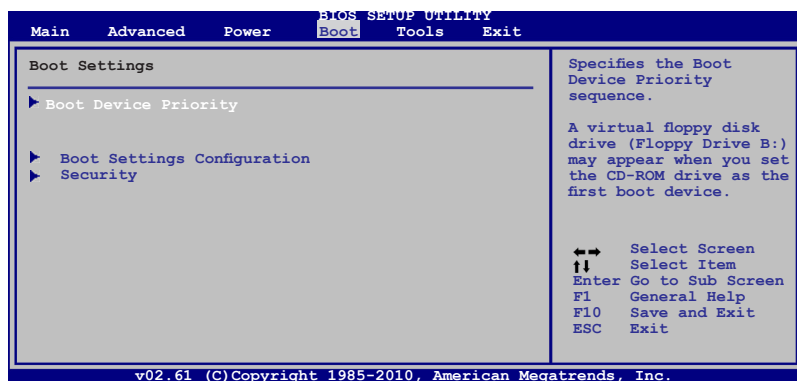 BIOS SETUP UTILITY
Main Advanced Power Boot Tools Exit
Boot Settings
Boot Device Priority
Boot Settings Configuration
Security
Specifies the Boot
Device Priority
sequence.
A virtual floppy disk
drive (Floppy Drive B:)
may appear when you set
the CD-ROM drive as the
first boot device.
←→ Select Screen
↑↓ Select Item
Enter Go to Sub Screen
F1 General Help
F10 Save and Exit
ESC Exit
v02.61 (C)Copyright 1985-2010, American Megatrends, Inc.